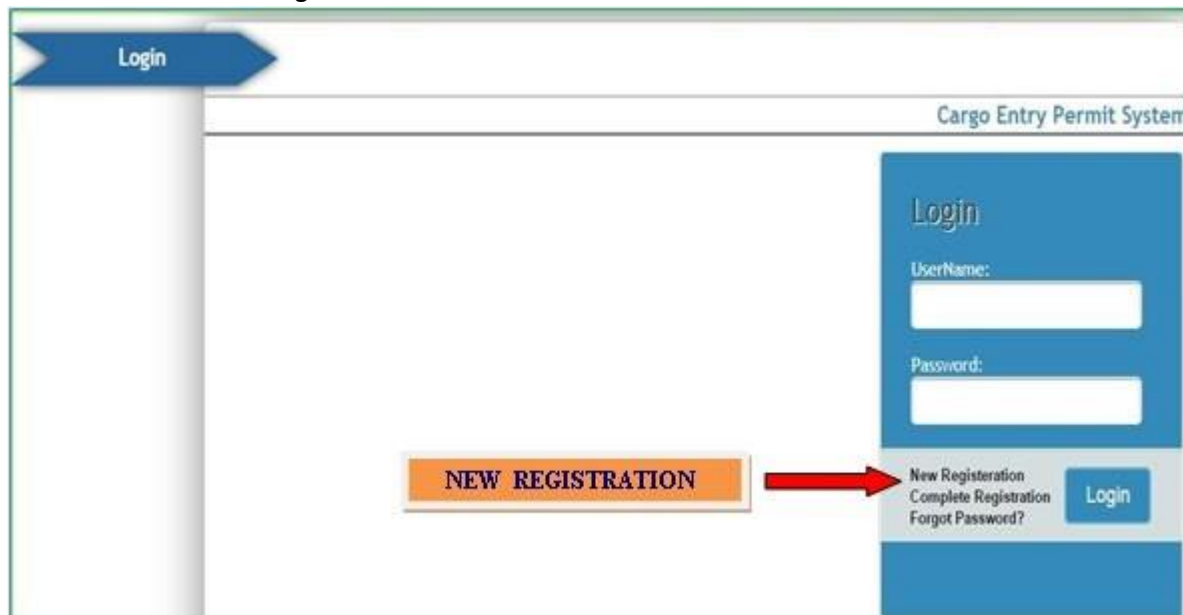 Login
Cargo Entry Permit System
Login
UserName:
Password:
NEW REGISTRATION
New Registeration
Complete Registration
Forgot Password?
Login